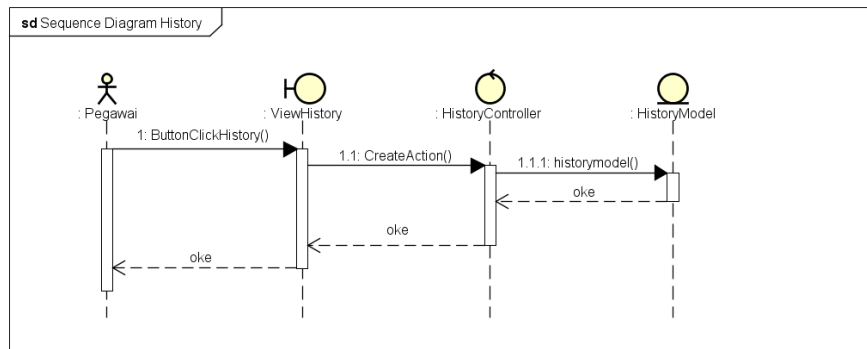 sd Sequence Diagram History
: Pegawai
: ViewHistory
: HistoryController
: HistoryModel
1: ButtonClickHistory()
1.1: CreateAction()
1.1.1: historymodel()
oke
oke
oke